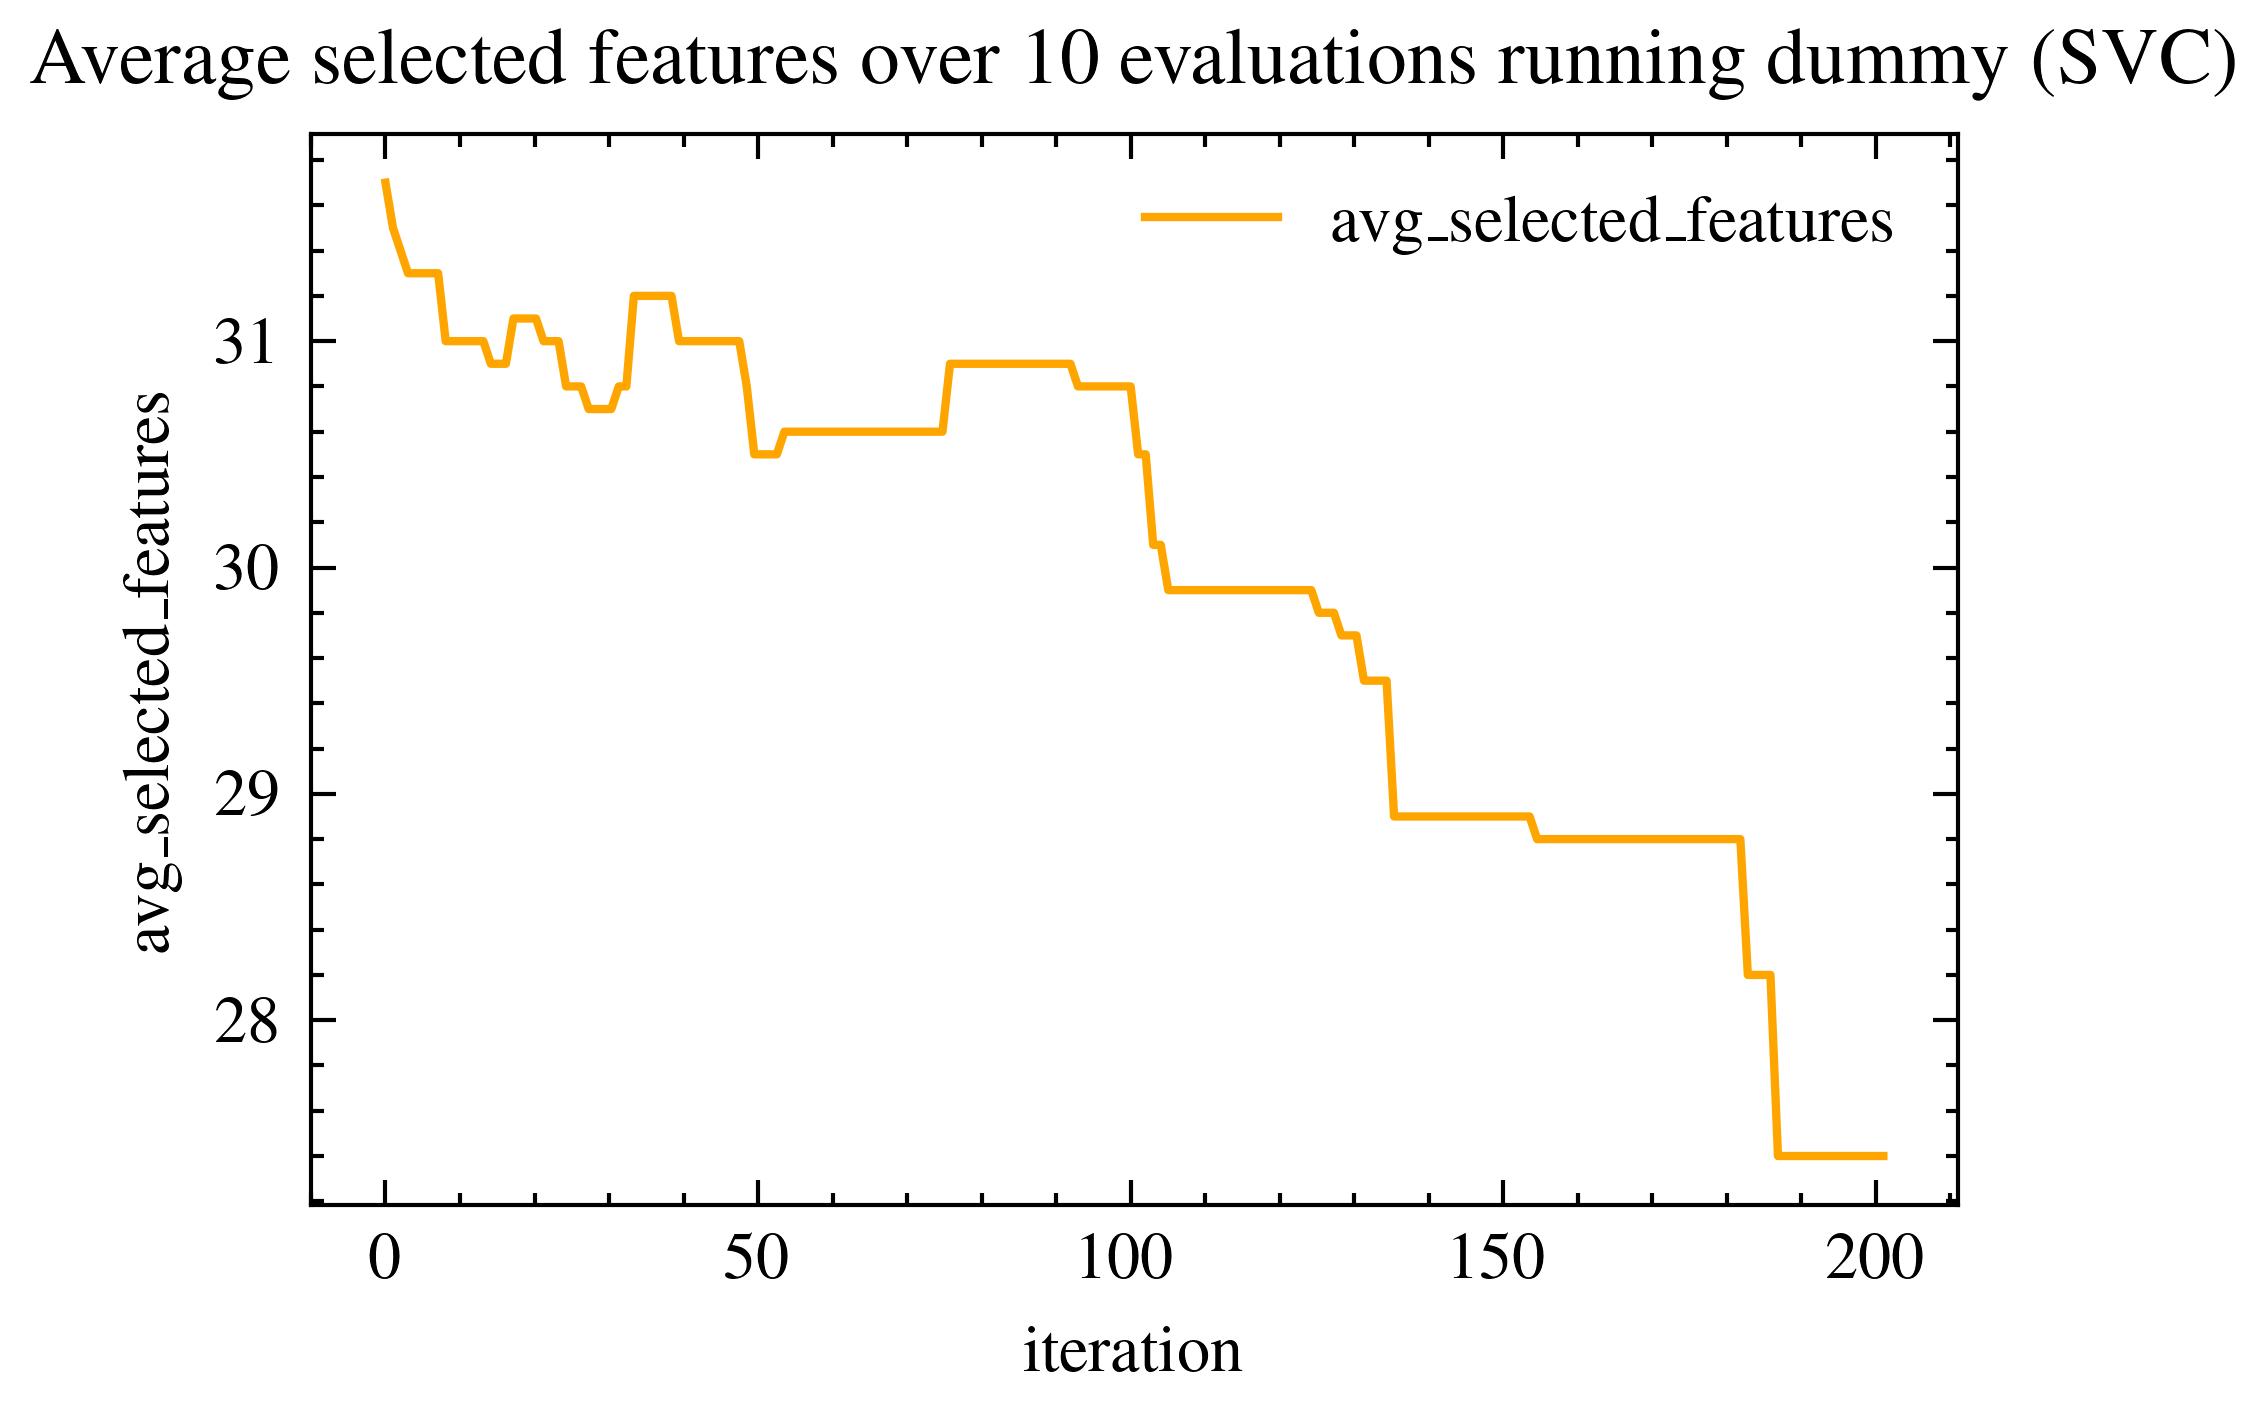 Average selected features over 10 evaluations running dummy (SVC)
avg_selected_features
avg_selected_features
31
30
29
28
0 50 100 150 200
iteration